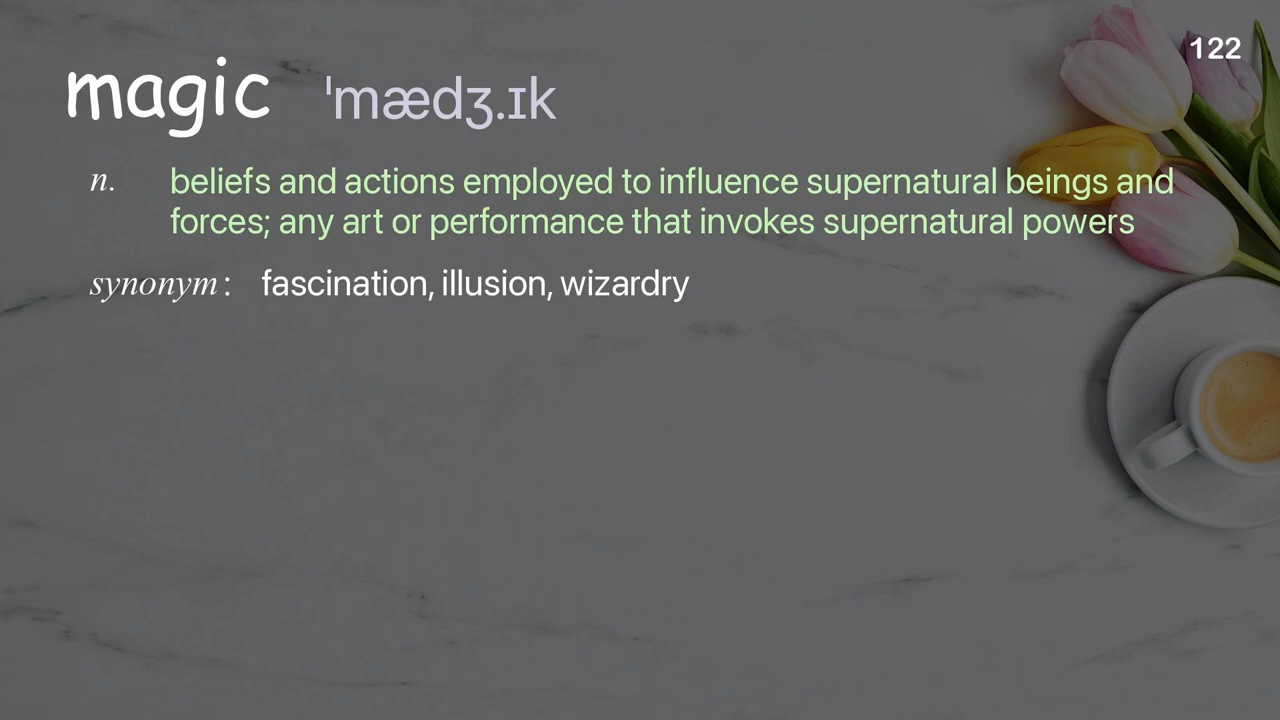 122
magic ˈmædʒ.ɪk
n. beliefs and actions employed to influence supernatural beings and
forces; any art or performance that invokes supernatural powers
synonym: fascination, illusion, wizardry